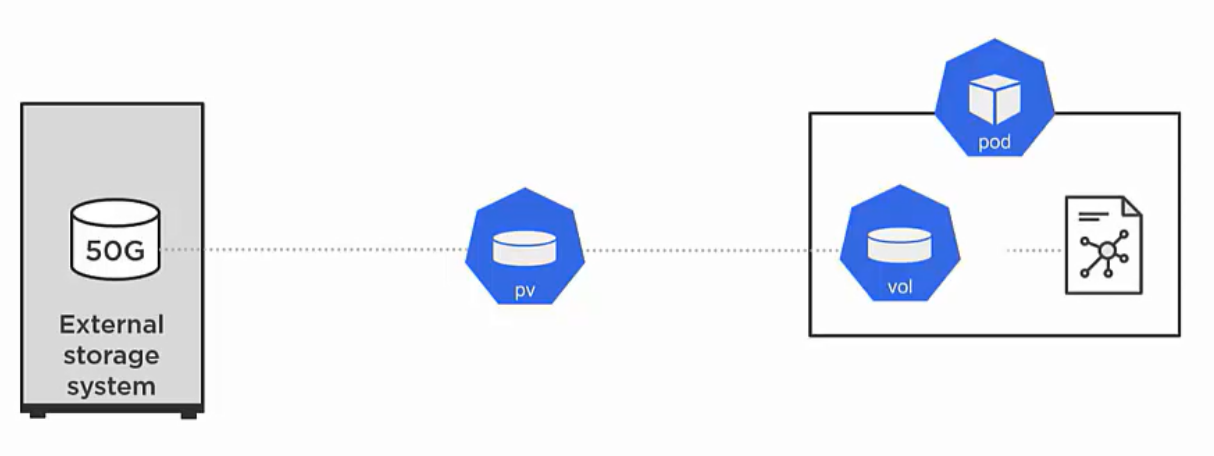 50G
External
storage
system
pv
pod
vol